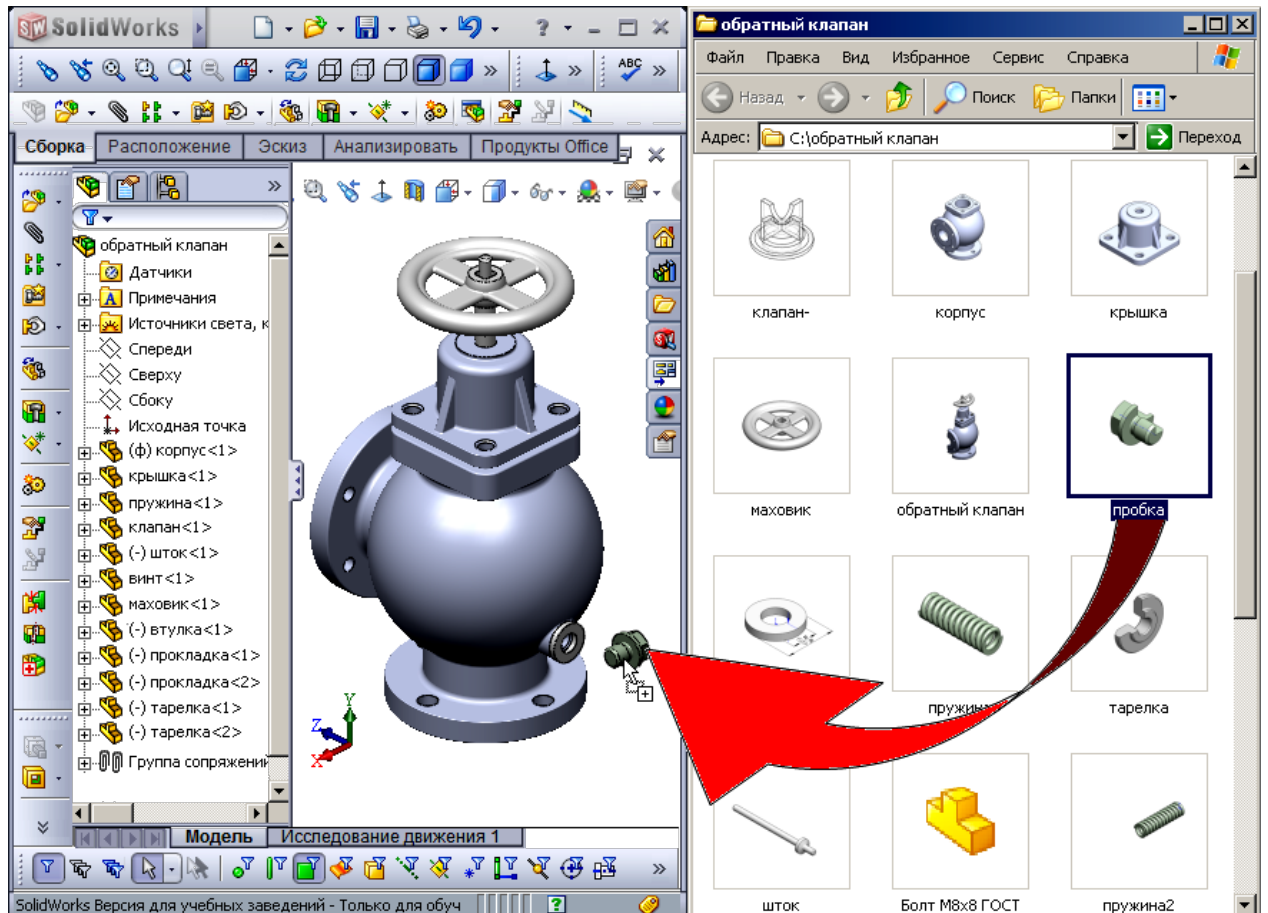 SolidWorks
ABC
Сборка
Расположение
Эскиз
Анализировать
Продукты Office
обратный клапан
Датчики
A Примечания
Источники света, к
Спереди
Сверху
Сбоку
Исходная точка
(ф) корпус<1>
крышка<1>
пружина<1>
клапан<1>
(-) шток<1>
винт<1>
маховик<1>
(-) втулка<1>
(-) прокладка<1>
(-) прокладка<2>
(-) тарелка<1>
(-) тарелка<2>
Группа сопряжений
Y
Z
X
Модель
Исследование движения 1
SolidWorks Версия для учебных заведений - Только для обуч
обратный клапан
Файл Правка Вид Избранное Сервис Справка
Назад Поиск Папки
Адрес: C:\обратный клапан Переход
клапан- корпус крышка
маховик обратный клапан пробка
тарелка
шток Болт М8х8 ГОСТ пружина2